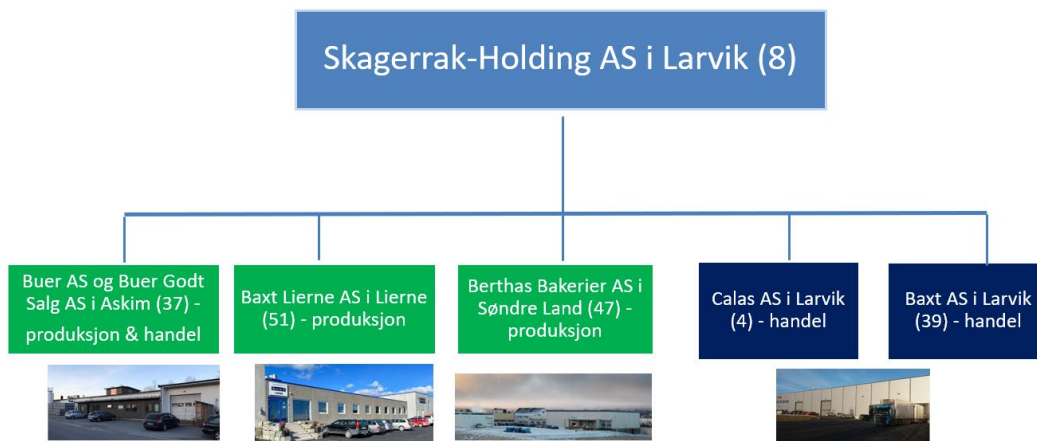 Skagerrak-Holding AS i Larvik (8)
Buer AS og Buer Godt
Salg AS i Askim (37) -
produksjon & handel
Baxt Lierne AS i Lierne
(51) - produksjon
Berthas Bakerier AS i
Søndre Land (47) -
produksjon
Calas AS i Larvik
(4) - handel
Baxt AS i Larvik
(39) - handel